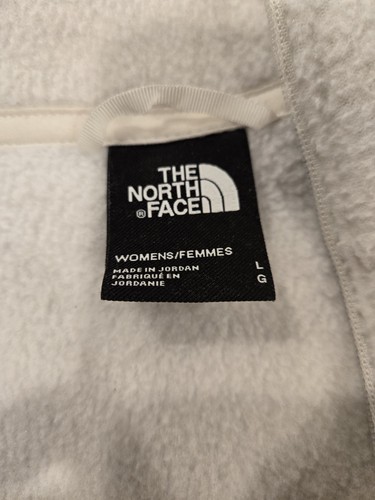 THE
NORTH
®FACE
WOMENS/FEMMES
MADE IN JORDAN
FABRIQUÉ EN
JORDANIE
L
G